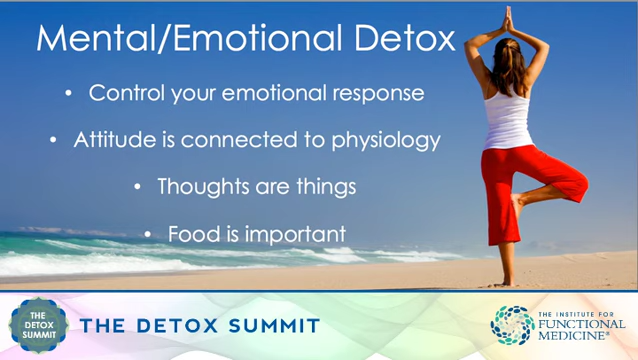 Mental/Emotional Detox
• Control your emotional response
• Attitude is connected to physiology
• Thoughts are things
• Food is important
THE
DETOX
SUMMIT
THE DETOX SUMMIT
THE INSTITUTE FOR
FUNCTIONAL
MEDICINE®